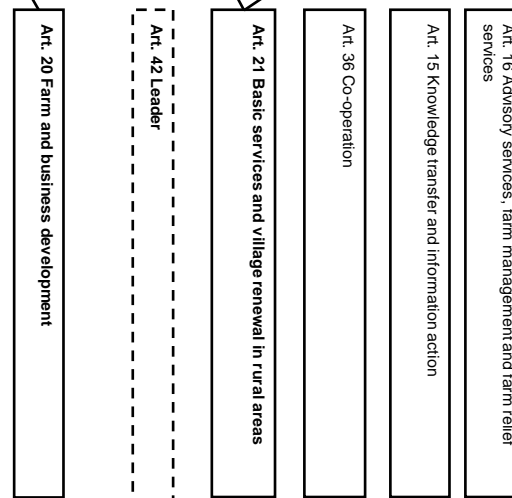 Art. 16 Advisory services, farm management and farm relief
services
Art. 15 Knowledge transfer and information action
Art. 36 Co-operation
Art. 21 Basic services and village renewal in rural areas
Art. 42 Leader
Art. 20 Farm and business development